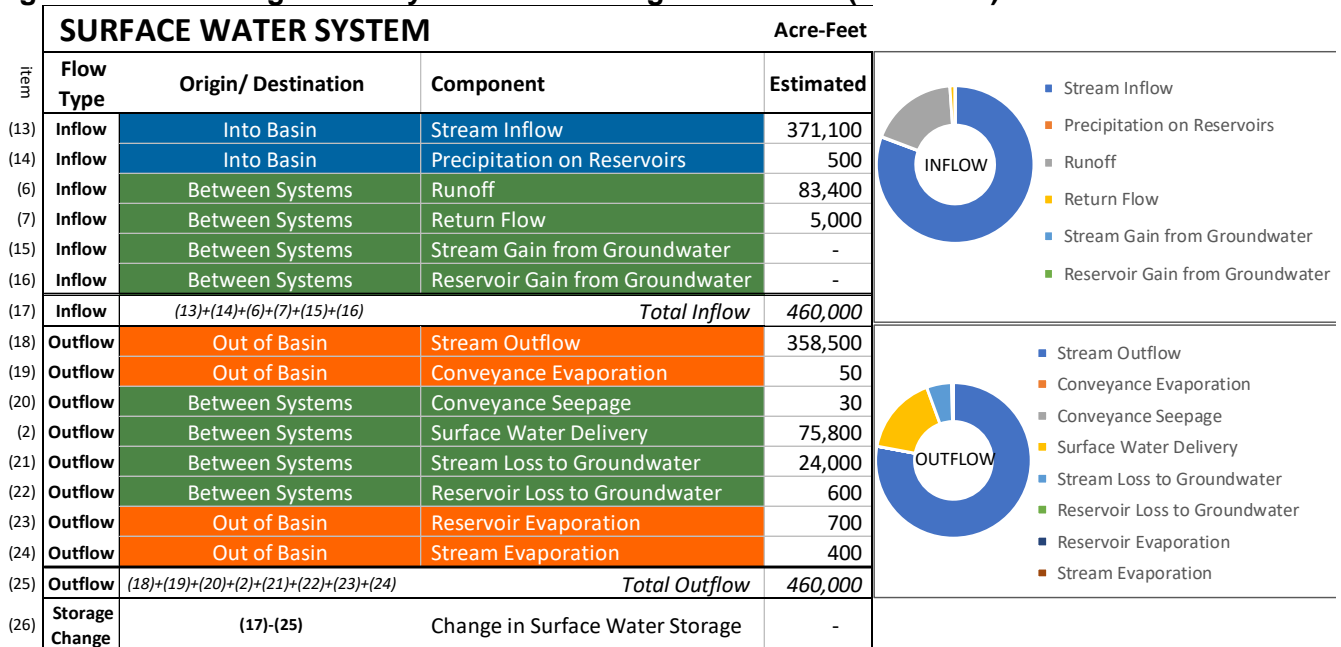 SURFACE WATER SYSTEM Acre-Feet
item Flow Type Origin/ Destination Component Estimated
(13) Inflow Into Basin Stream Inflow 371,100
(14) Inflow Into Basin Precipitation on Reservoirs 500
(6) Inflow Between Systems Runoff 83,400
(7) Inflow Between Systems Return Flow 5,000
(15) Inflow Between Systems Stream Gain from Groundwater -
(16) Inflow Between Systems Reservoir Gain from Groundwater -
(17) Inflow (13)+(14)+(6)+(7)+(15)+(16) Total Inflow 460,000
(18) Outflow Out of Basin Stream Outflow 358,500
(19) Outflow Out of Basin Conveyance Evaporation 50
(20) Outflow Between Systems Conveyance Seepage 30
(2) Outflow Between Systems Surface Water Delivery 75,800
(21) Outflow Between Systems Stream Loss to Groundwater 24,000
(22) Outflow Between Systems Reservoir Loss to Groundwater 600
(23) Outflow Out of Basin Reservoir Evaporation 700
(24) Outflow Out of Basin Stream Evaporation 400
(25) Outflow (18)+(19)+(20)+(2)+(21)+(22)+(23)+(24) Total Outflow 460,000
(26) Storage Change (17)-(25) Change in Surface Water Storage -
INFLOW
Stream Inflow
Precipitation on Reservoirs
Runoff
Return Flow
Stream Gain from Groundwater
Reservoir Gain from Groundwater
OUTFLOW
Stream Outflow
Conveyance Evaporation
Conveyance Seepage
Surface Water Delivery
Stream Loss to Groundwater
Reservoir Loss to Groundwater
Reservoir Evaporation
Stream Evaporation